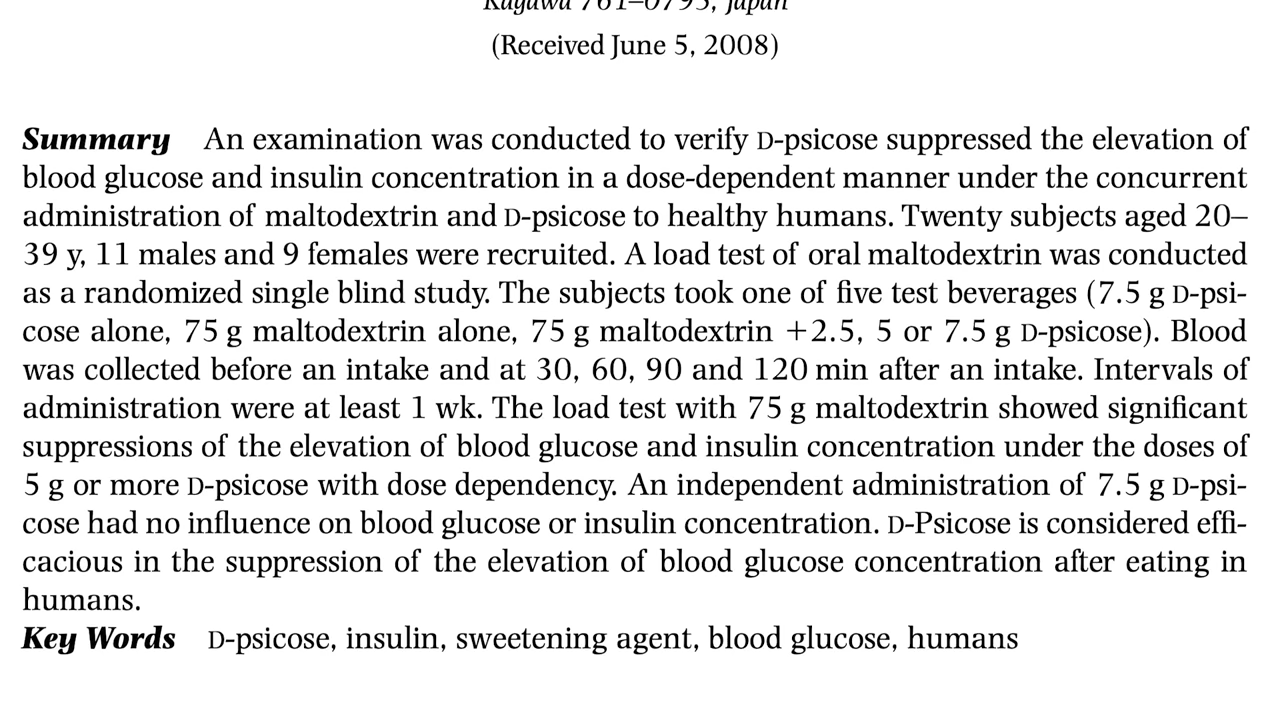 Kagawa 761–0795, Japan
(Received June 5, 2008)
Summary An examination was conducted to verify D-psicose suppressed the elevation of
blood glucose and insulin concentration in a dose-dependent manner under the concurrent
administration of maltodextrin and D-psicose to healthy humans. Twenty subjects aged 20–
39 y, 11 males and 9 females were recruited. A load test of oral maltodextrin was conducted
as a randomized single blind study. The subjects took one of five test beverages (7.5 g D-psi-
cose alone, 75 g maltodextrin alone, 75 g maltodextrin +2.5, 5 or 7.5 g D-psicose). Blood
was collected before an intake and at 30, 60, 90 and 120 min after an intake. Intervals of
administration were at least 1 wk. The load test with 75 g maltodextrin showed significant
suppressions of the elevation of blood glucose and insulin concentration under the doses of
5 g or more D-psicose with dose dependency. An independent administration of 7.5 g D-psi-
cose had no influence on blood glucose or insulin concentration. D-Psicose is considered effi-
cacious in the suppression of the elevation of blood glucose concentration after eating in
humans.
Key Words D-psicose, insulin, sweetening agent, blood glucose, humans